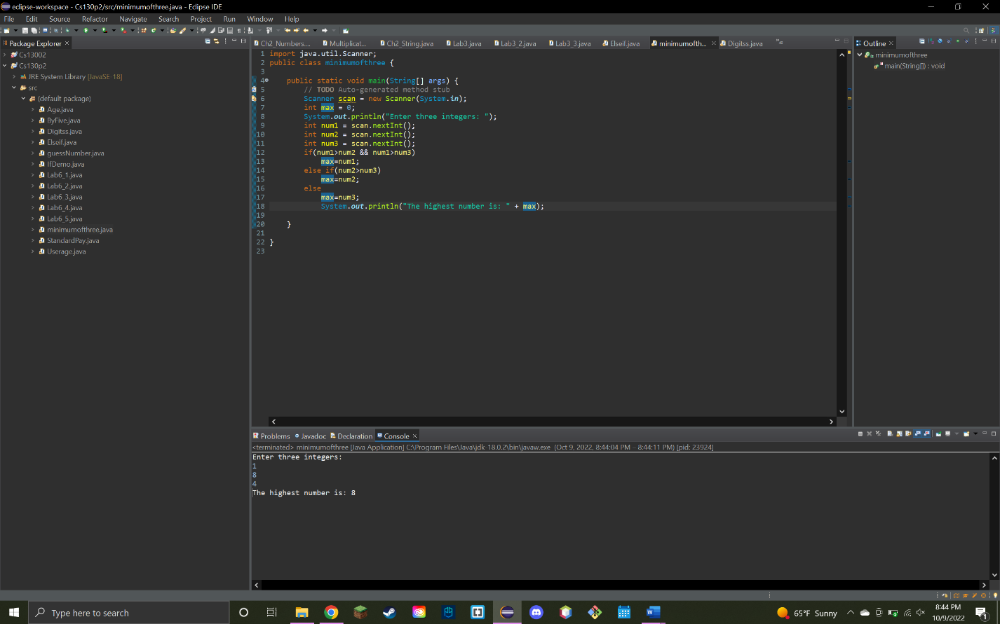 eclipse-workspace - Cs130p2/src/minimumofthree.java - Eclipse IDE
File Edit Source Refactor Navigate Search Project Run Window Help
Package Explorer
Cs13002
Cs130p2
JRE System Library [JavaSE-18]
src
(default package)
Age.java
ByFive.java
Digitss.java
Elseif.java
guessNumber.java
IfDemo.java
Lab6_1.java
Lab6_2.java
Lab6_3.java
Lab6_4.java
Lab6_5.java
minimumofthree.java
StandardPay.java
Userage.java
Ch2_Numbers.... Multiplicat... Ch2_String.java Lab3.java Lab3_2.java Lab3_3.java Elseif.java minimumofth... Digitss.java
1 import java.util.Scanner;
2 public class minimumofthree {
3
4 public static void main(String[] args) {
5 // TODO Auto-generated method stub
6 Scanner scan = new Scanner(System.in);
7 int max = 0;
8 System.out.println("Enter three integers: ");
9 int num1 = scan.nextInt();
10 int num2 = scan.nextInt();
11 int num3 = scan.nextInt();
12 if(num1>num2 && num1>num3)
13 max=num1;
14 else if(num2>num3)
15 max=num2;
16 else
17 max=num3;
18 System.out.println("The highest number is: " + max);
19
20 }
21
22 }
23
Outline
minimumofthree
main(String[]) : void
Problems Javadoc Declaration Console
<terminated> minimumofthree [Java Application] C:\Program Files\Java\jdk-18.0.2\bin\javaw.exe (Oct 9, 2022, 8:44:04 PM – 8:44:11 PM) [pid: 23924]
Enter three integers:
1
8
4
The highest number is: 8
Type here to search
65°F Sunny
8:44 PM
10/9/2022
1